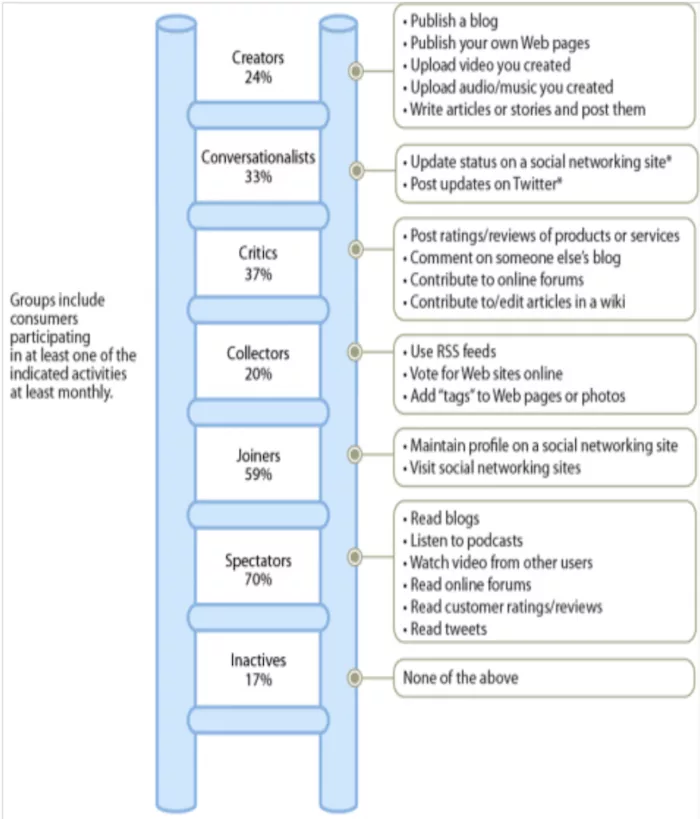 Creators
24%
• Publish a blog
• Publish your own Web pages
• Upload video you created
• Upload audio/music you created
• Write articles or stories and post them
Conversationalists
33%
• Update status on a social networking site*
• Post updates on Twitter*
Critics
37%
• Post ratings/reviews of products or services
• Comment on someone else's blog
• Contribute to online forums
• Contribute to/edit articles in a wiki
Groups include
consumers
participating
in at least one of the
indicated activities
at least monthly.
Collectors
20%
• Use RSS feeds
• Vote for Web sites online
• Add “tags” to Web pages or photos
Joiners
59%
• Maintain profile on a social networking site
• Visit social networking sites
Spectators
70%
• Read blogs
• Listen to podcasts
• Watch video from other users
• Read online forums
• Read customer ratings/reviews
• Read tweets
Inactives
17%
None of the above